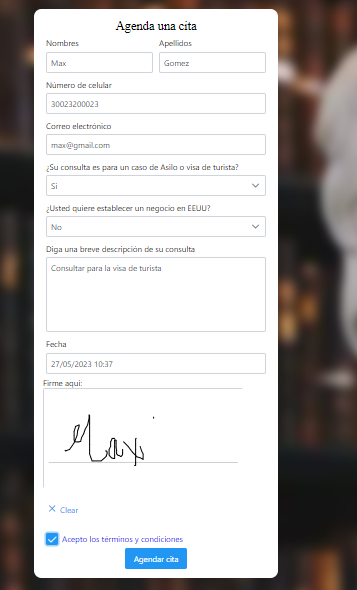 Agenda una cita
Nombres Apellidos
Max Gomez
Número de celular
30023200023
Correo electrónico
max@gmail.com
¿Su consulta es para un caso de Asilo o visa de turista?
Si
¿Usted quiere establecer un negocio en EEUU?
No
Diga una breve descripción de su consulta
Consultar para la visa de turista
Fecha
27/05/2023 10:37
Firme aqui:
Maxi
Clear
Acepto los términos y condiciones
Agendar cita